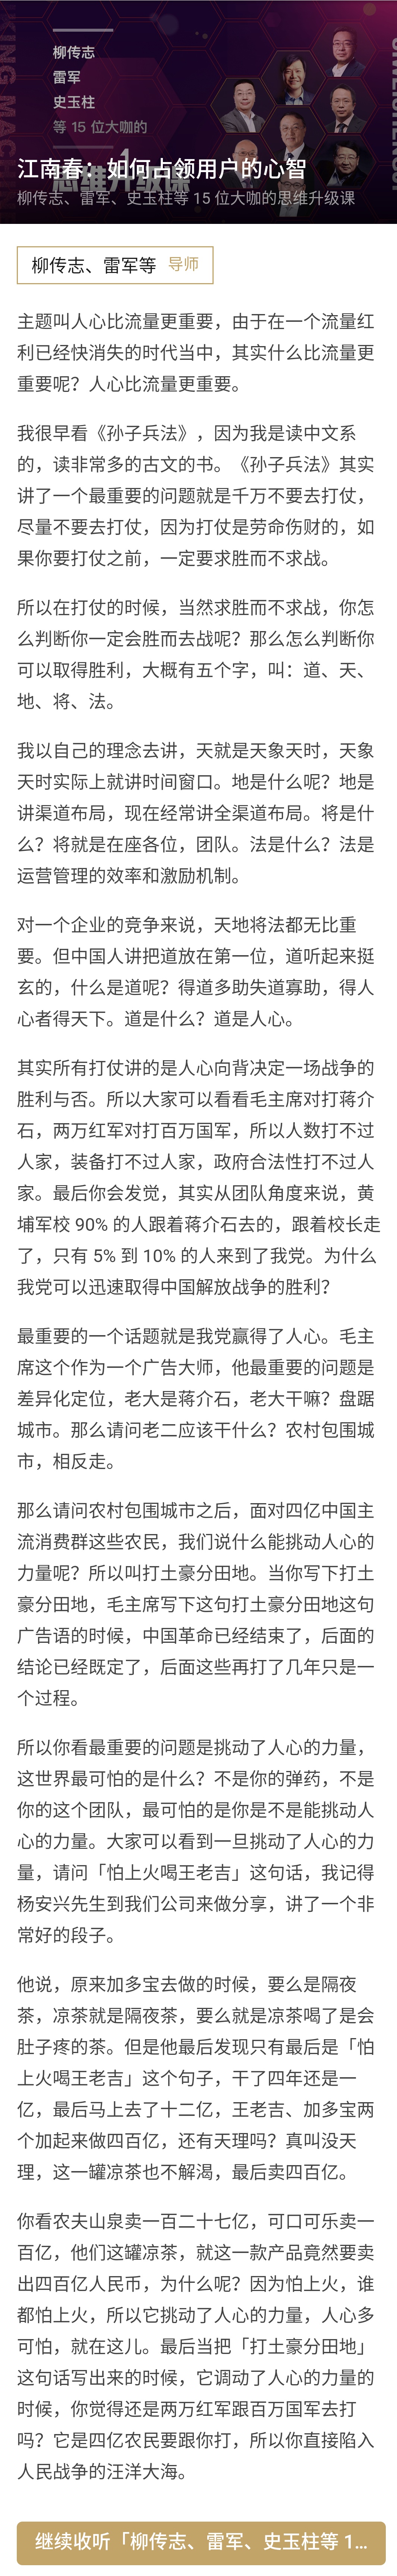 柳传志
雷军
史玉柱
等 15 位大咖的
思维升级课
江南春：如何占领用户的心智
柳传志、雷军、史玉柱等 15 位大咖的思维升级课
柳传志、雷军等 导师
主题叫人心比流量更重要，由于在一个流量红
利已经快消失的时代当中，其实什么比流量更
重要呢？人心比流量更重要。
我很早看《孙子兵法》，因为我是读中文系
的，读非常多的古文的书。《孙子兵法》其实
讲了一个最重要的问题就是千万不要去打仗，
尽量不要去打仗，因为打仗是劳命伤财的，如
果你要打仗之前，一定要求胜而不求战。
所以在打仗的时候，当然求胜而不求战，你怎
么判断你一定会胜而去战呢？那么怎么判断你
可以取得胜利，大概有五个字，叫：道、天、
地、将、法。
我以自己的理念去讲，天就是天象天时，天象
天时实际上就讲时间窗口。地是什么呢？地是
讲渠道布局，现在经常讲全渠道布局。将是什
么？将就是在座各位，团队。法是什么？法是
运营管理的效率和激励机制。
对一个企业的竞争来说，天地将法都无比重
要。但中国人讲把道放在第一位，道听起来挺
玄的，什么是道呢？得道多助失道寡助，得人
心者得天下。道是什么？道是人心。
其实所有打仗讲的是人心向背决定一场战争的
胜利与否。所以大家可以看看毛主席对打蒋介
石，两万红军对打百万国军，所以人数打不过
人家，装备打不过人家，政府合法性打不过人
家。最后你会发觉，其实从团队角度来说，黄
埔军校 90% 的人跟着蒋介石去的，跟着校长走
了，只有 5% 到 10% 的人来到了我党。为什么
我党可以迅速取得中国解放战争的胜利？
最重要的一个话题就是我党赢得了人心。毛主
席这个作为一个广告大师，他最重要的问题是
差异化定位，老大是蒋介石，老大干嘛？盘踞
城市。那么请问老二应该干什么？农村包围城
市，相反走。
那么请问农村包围城市之后，面对四亿中国主
流消费群这些农民，我们说什么能挑动人心的
力量呢？所以叫打土豪分田地。当你写下打土
豪分田地，毛主席写下这句打土豪分田地这句
广告语的时候，中国革命已经结束了，后面的
结论已经既定了，后面这些再打了几年只是一
个过程。
所以你看最重要的问题是挑动了人心的力量，
这世界最可怕的是什么？不是你的弹药，不是
你的这个团队，最可怕的是你是不是能挑动人
心的力量。大家可以看到一旦挑动了人心的力
量，请问「怕上火喝王老吉」这句话，我记得
杨安兴先生到我们公司来做分享，讲了一个非
常好的段子。
他说，原来加多宝去做的时候，要么是隔夜
茶，凉茶就是隔夜茶，要么就是凉茶喝了是会
肚子疼的茶。但是他最后发现只有最后是「怕
上火喝王老吉」这个句子，干了四年还是一
亿，最后马上去了十二亿，王老吉、加多宝两
个加起来做四百亿，还有天理吗？真叫没天
理，这一罐凉茶也不解渴，最后卖四百亿。
你看农夫山泉卖一百二十七亿，可口可乐卖一
百亿，他们这罐凉茶，就这一款产品竟然要卖
出四百亿人民币，为什么呢？因为怕上火，谁
都怕上火，所以它挑动了人心的力量，人心多
可怕，就在这儿。最后当把「打土豪分田地」
这句话写出来的时候，它调动了人心的力量的
时候，你觉得还是两万红军跟百万国军去打
吗？它是四亿农民要跟你打，所以你直接陷入
人民战争的汪洋大海。
继续收听「柳传志、雷军、史玉柱等 1...